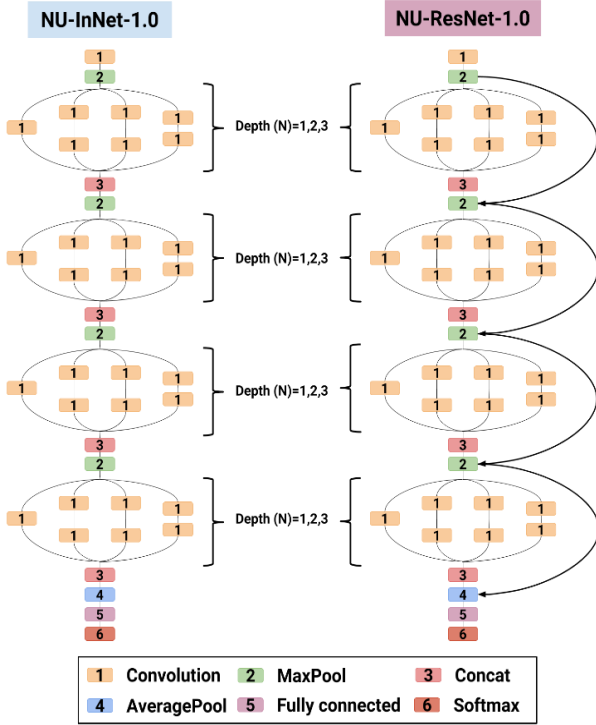 NU-InNet-1.0 NU-ResNet-1.0
1 1
2 2
1 1 1 1 1 1
1 Depth (N)=1,2,3 1
1 1 1 1 1 1
3 3
2 2
1 1 1 1 1 1
1 Depth (N)=1,2,3 1
1 1 1 1 1 1
3 3
2 2
1 1 1 1 1 1
1 Depth (N)=1,2,3 1
1 1 1 1 1 1
3 3
2 2
1 1 1 1 1 1
1 Depth (N)=1,2,3 1
1 1 1 1 1 1
3 3
4 4
5 5
6 6
1 Convolution 2 MaxPool 3 Concat
4 AveragePool 5 Fully connected 6 Softmax